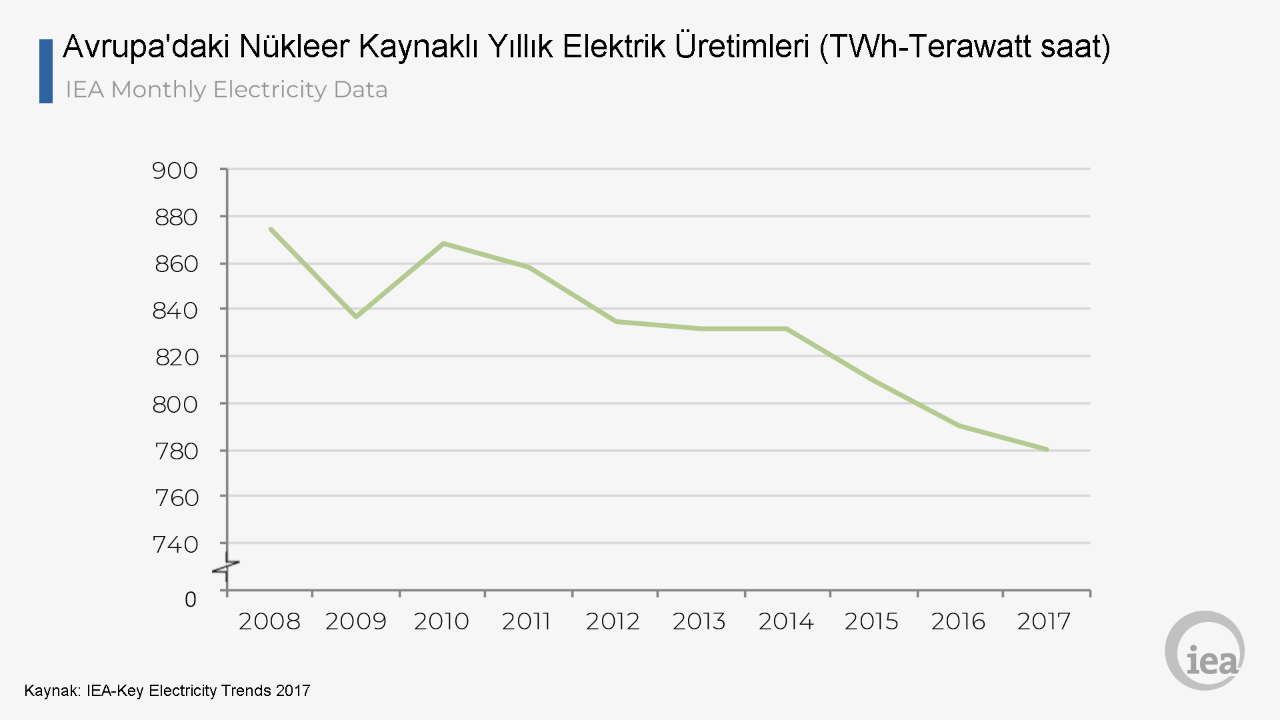 Avrupa'daki Nükleer Kaynaklı Yıllık Elektrik Üretimleri (TWh-Terawatt saat)
IEA Monthly Electricity Data
900
880
860
840
820
800
780
760
740
0
2008 2009 2010 2011 2012 2013 2014 2015 2016 2017
iea
Kaynak: IEA-Key Electricity Trends 2017